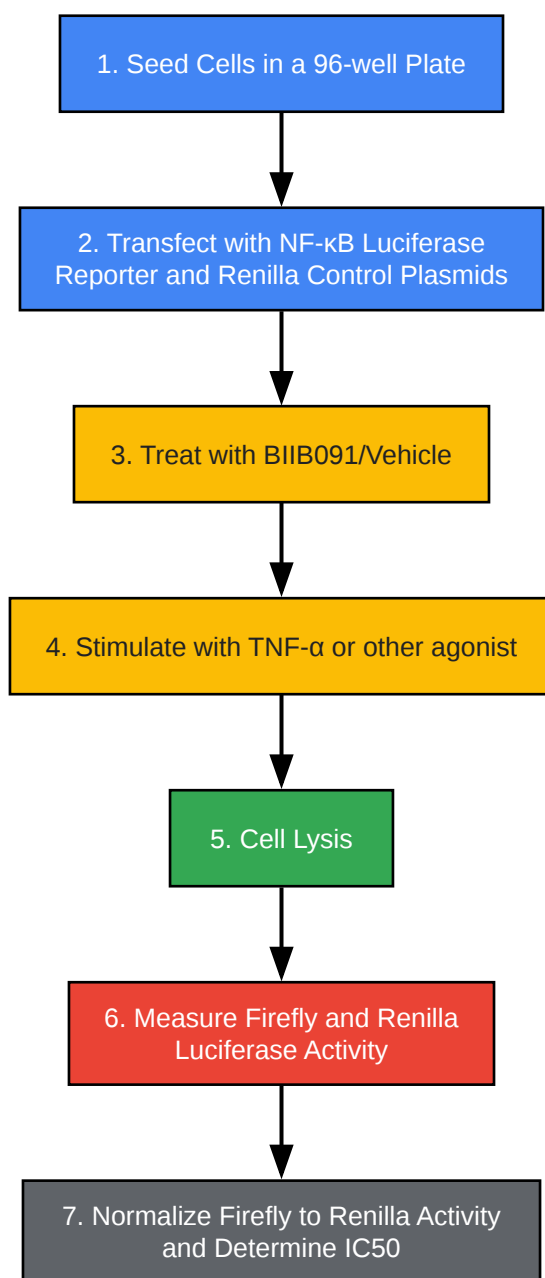 1. Seed Cells in a 96-well Plate
2. Transfect with NF-κB Luciferase
Reporter and Renilla Control Plasmids
3. Treat with BIIB091/Vehicle
4. Stimulate with TNF-α or other agonist
5. Cell Lysis
6. Measure Firefly and Renilla
Luciferase Activity
7. Normalize Firefly to Renilla Activity
and Determine IC50